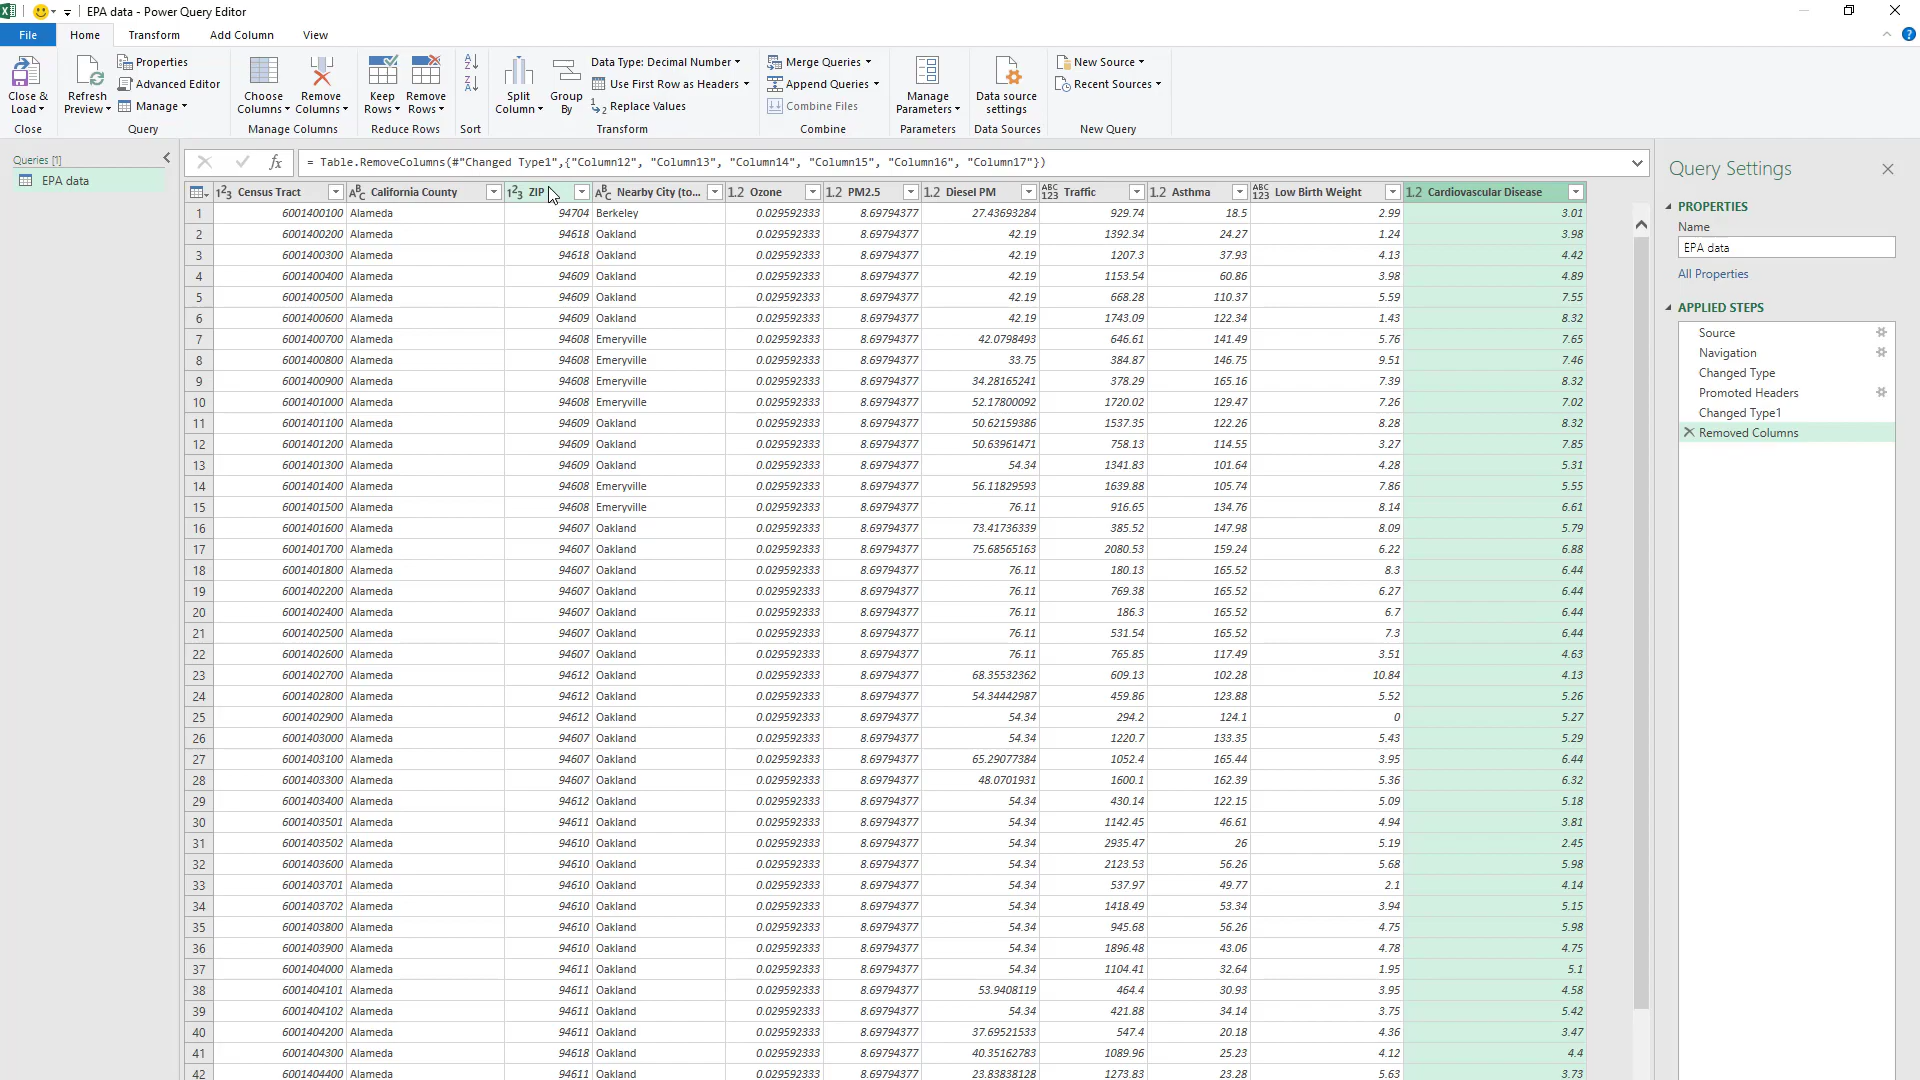 EPA data - Power Query Editor
File Home Transform Add Column View
Close & Load
Refresh Preview
Properties
Advanced Editor
Manage
Choose Columns
Remove Columns
Keep Rows
Remove Rows
Split Column
Group By
Data Type: Decimal Number
Use First Row as Headers
Replace Values
Merge Queries
Append Queries
Combine Files
Manage Parameters
Data source settings
New Source
Recent Sources
Close Query Manage Columns Reduce Rows Sort Transform Combine Parameters Data Sources New Query
Queries [1]
EPA data
fx = Table.RemoveColumns(#"Changed Type1",{"Column12", "Column13", "Column14", "Column15", "Column16", "Column17"})
Census Tract California County ZIP Nearby City (to... Ozone PM2.5 Diesel PM Traffic Asthma Low Birth Weight Cardiovascular Disease
1 6001400100 Alameda 94704 Berkeley 0.029592333 8.69794377 27.43693284 929.74 18.5 2.99 3.01
2 6001400200 Alameda 94618 Oakland 0.029592333 8.69794377 42.19 1392.34 24.27 1.24 3.98
3 6001400300 Alameda 94618 Oakland 0.029592333 8.69794377 42.19 1207.3 37.93 4.13 4.42
4 6001400400 Alameda 94609 Oakland 0.029592333 8.69794377 42.19 1153.54 60.86 3.98 4.89
5 6001400500 Alameda 94609 Oakland 0.029592333 8.69794377 42.19 668.28 110.37 5.59 7.55
6 6001400600 Alameda 94609 Oakland 0.029592333 8.69794377 42.19 1743.09 122.34 1.43 8.32
7 6001400700 Alameda 94608 Emeryville 0.029592333 8.69794377 42.0798493 646.61 141.49 5.76 7.65
8 6001400800 Alameda 94608 Emeryville 0.029592333 8.69794377 33.75 384.87 146.75 9.51 7.46
9 6001400900 Alameda 94608 Emeryville 0.029592333 8.69794377 34.28165241 378.29 165.16 7.39 8.32
10 6001401000 Alameda 94608 Emeryville 0.029592333 8.69794377 52.17800092 1720.02 129.47 7.26 7.02
11 6001401100 Alameda 94609 Oakland 0.029592333 8.69794377 50.62159386 1537.35 122.26 8.28 8.32
12 6001401200 Alameda 94609 Oakland 0.029592333 8.69794377 50.63961471 758.13 114.55 3.27 7.85
13 6001401300 Alameda 94609 Oakland 0.029592333 8.69794377 54.34 1341.83 101.64 4.28 5.31
14 6001401400 Alameda 94608 Emeryville 0.029592333 8.69794377 56.11829593 1639.88 105.74 7.86 5.55
15 6001401500 Alameda 94608 Emeryville 0.029592333 8.69794377 76.11 916.65 134.76 8.14 6.61
16 6001401600 Alameda 94607 Oakland 0.029592333 8.69794377 73.41736339 385.52 147.98 8.09 5.79
17 6001401700 Alameda 94607 Oakland 0.029592333 8.69794377 75.68565163 2080.53 159.24 6.22 6.88
18 6001401800 Alameda 94607 Oakland 0.029592333 8.69794377 76.11 180.13 165.52 8.3 6.44
19 6001402200 Alameda 94607 Oakland 0.029592333 8.69794377 76.11 769.38 165.52 6.27 6.44
20 6001402400 Alameda 94607 Oakland 0.029592333 8.69794377 76.11 186.3 165.52 6.7 6.44
21 6001402500 Alameda 94607 Oakland 0.029592333 8.69794377 76.11 531.54 165.52 7.3 6.44
22 6001402600 Alameda 94607 Oakland 0.029592333 8.69794377 76.11 765.85 117.49 3.51 4.63
23 6001402700 Alameda 94612 Oakland 0.029592333 8.69794377 68.35532362 609.13 102.28 10.84 4.13
24 6001402800 Alameda 94612 Oakland 0.029592333 8.69794377 54.34442987 459.86 123.88 5.52 5.26
25 6001402900 Alameda 94612 Oakland 0.029592333 8.69794377 54.34 294.2 124.1 0 5.27
26 6001403000 Alameda 94607 Oakland 0.029592333 8.69794377 54.34 1220.7 133.35 5.43 5.29
27 6001403100 Alameda 94607 Oakland 0.029592333 8.69794377 65.29077384 1052.4 165.44 3.95 6.44
28 6001403300 Alameda 94607 Oakland 0.029592333 8.69794377 48.0701931 1600.1 162.39 5.36 6.32
29 6001403400 Alameda 94612 Oakland 0.029592333 8.69794377 54.34 430.14 122.15 5.09 5.18
30 6001403501 Alameda 94611 Oakland 0.029592333 8.69794377 54.34 1142.45 46.61 4.94 3.81
31 6001403502 Alameda 94610 Oakland 0.029592333 8.69794377 54.34 2935.47 26 5.19 2.45
32 6001403600 Alameda 94610 Oakland 0.029592333 8.69794377 54.34 2123.53 56.26 5.68 5.98
33 6001403701 Alameda 94610 Oakland 0.029592333 8.69794377 54.34 537.97 49.77 2.1 4.14
34 6001403702 Alameda 94610 Oakland 0.029592333 8.69794377 54.34 1418.49 53.34 3.94 5.15
35 6001403800 Alameda 94610 Oakland 0.029592333 8.69794377 54.34 945.68 56.26 4.75 5.98
36 6001403900 Alameda 94610 Oakland 0.029592333 8.69794377 54.34 1896.48 43.06 4.78 4.75
37 6001404000 Alameda 94611 Oakland 0.029592333 8.69794377 54.34 1104.41 32.64 1.95 5.1
38 6001404101 Alameda 94611 Oakland 0.029592333 8.69794377 53.9408119 464.4 30.93 3.95 4.58
39 6001404102 Alameda 94611 Oakland 0.029592333 8.69794377 54.34 421.88 34.14 3.75 5.42
40 6001404200 Alameda 94611 Oakland 0.029592333 8.69794377 37.69521533 547.4 20.18 4.36 3.47
41 6001404300 Alameda 94618 Oakland 0.029592333 8.69794377 40.35162783 1089.96 25.23 4.12 4.4
42 6001404400 Alameda 94611 Oakland 0.029592333 8.69794377 23.83838128 1273.83 23.28 5.63 3.73
Query Settings
PROPERTIES
Name
EPA data
All Properties
APPLIED STEPS
Source
Navigation
Changed Type
Promoted Headers
Changed Type1
Removed Columns